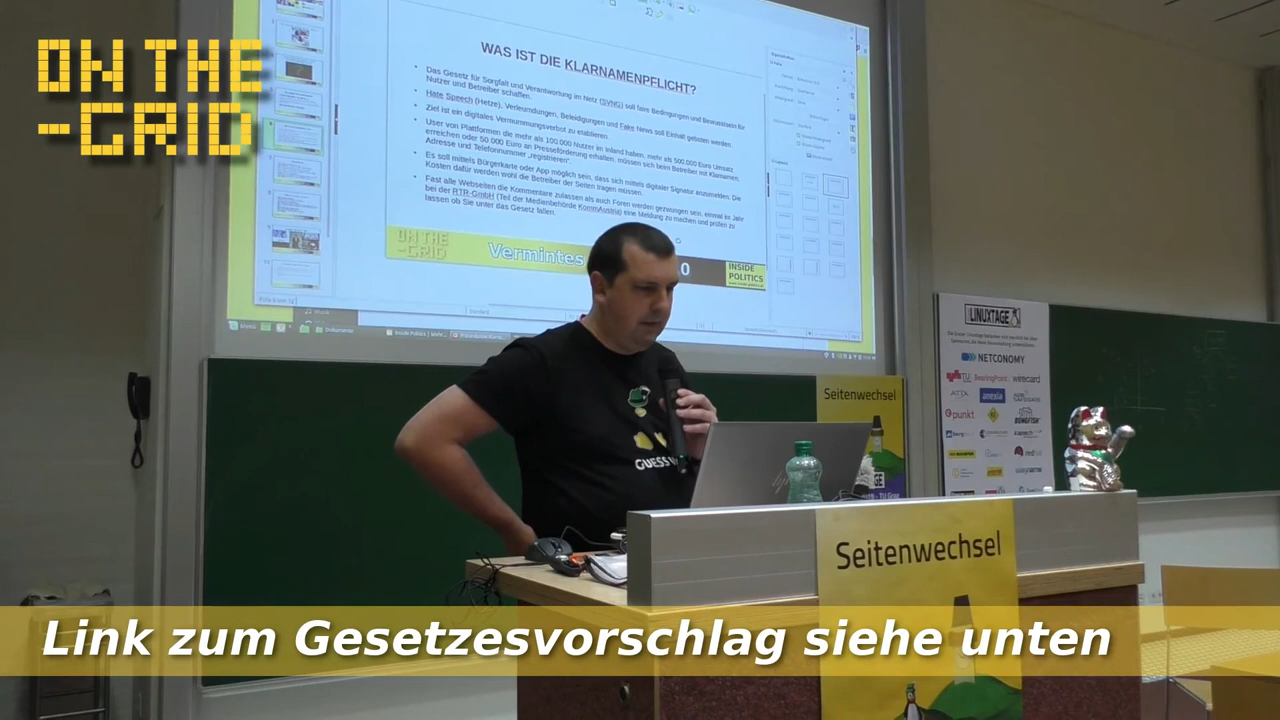 ON THE
-GRID
WAS IST DIE KLARNAMENPFLICHT?
Das Gesetz für Sorgfalt und Verantwortung im Netz (SVNG) soll faire Bedingungen und Bewusstsein für
Nutzer und Betreiber schaffen.
Hate Speech (Hetze), Verleumdungen, Beleidigungen und Fake News soll Einhalt geboten werden.
Ziel ist ein digitales Vermummungsverbot zu etablieren.
User von Plattformen die mehr als 100.000 Nutzer im Inland haben, mehr als 500.000 Euro Umsatz
erreichen oder 50.000 Euro an Presseförderung erhalten, müssen sich beim Betreiber mit Klarnamen,
Adresse und Telefonnummer „registrieren".
Es soll mittels Bürgerkarte oder App möglich sein, dass sich mittels digitaler Signatur anzumelden. Die
Kosten dafür werden wohl die Betreiber der Seiten tragen müssen.
Fast alle Webseiten die Kommentare zulassen als auch Foren werden gezwungen sein, einmal im Jahr
bei der RTR-GmbH (Teil der Medienbehörde KommAustria) eine Meldung zu machen und prüfen zu
lassen ob Sie unter das Gesetz fallen.
ON THE
-GRID
Vermintes
0
INSIDE
POLITICS
LINUXTAGE
NETCONOMY
BearingPoint
wirecard
anexia
punkt
Seitenwechsel
GUESS
Seitenwechsel
Link zum Gesetzesvorschlag siehe unten